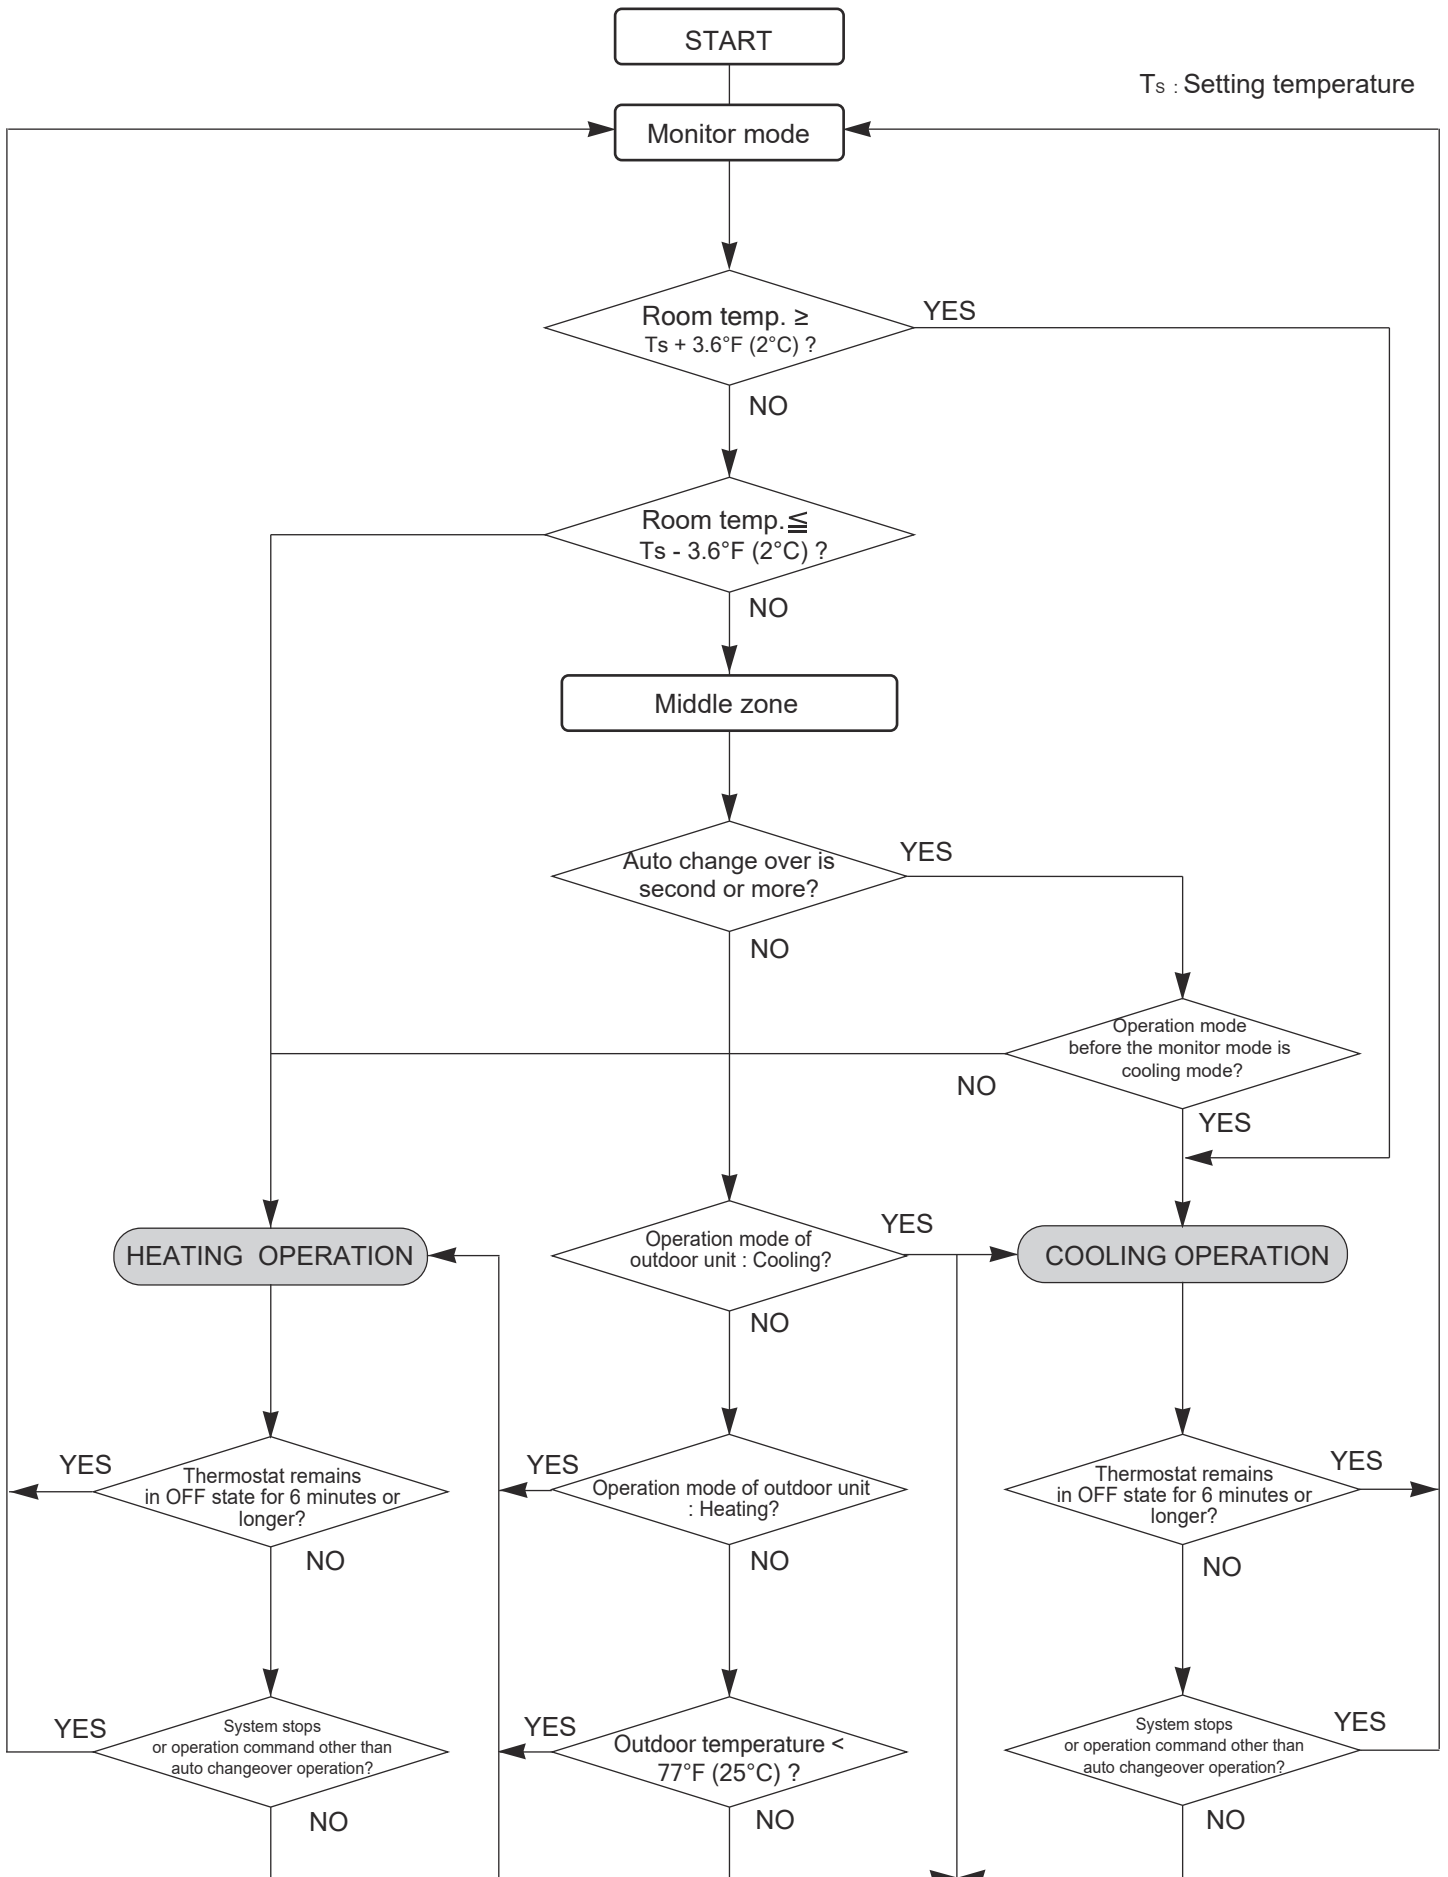 START
Ts : Setting temperature
Monitor mode
Room temp. ≥
Ts + 3.6°F (2°C) ?
YES
NO
Room temp.≦
Ts - 3.6°F (2°C) ?
NO
Middle zone
Auto change over is
second or more?
YES
NO
Operation mode
before the monitor mode is
cooling mode?
NO
YES
HEATING OPERATION
Operation mode of
outdoor unit : Cooling?
YES
COOLING OPERATION
NO
YES
Thermostat remains
in OFF state for 6 minutes or
longer?
NO
YES
Operation mode of outdoor unit
: Heating?
NO
Thermostat remains
in OFF state for 6 minutes or
longer?
YES
NO
YES
System stops
or operation command other than
auto changeover operation?
NO
YES
Outdoor temperature <
77°F (25°C) ?
NO
System stops
or operation command other than
auto changeover operation?
YES
NO